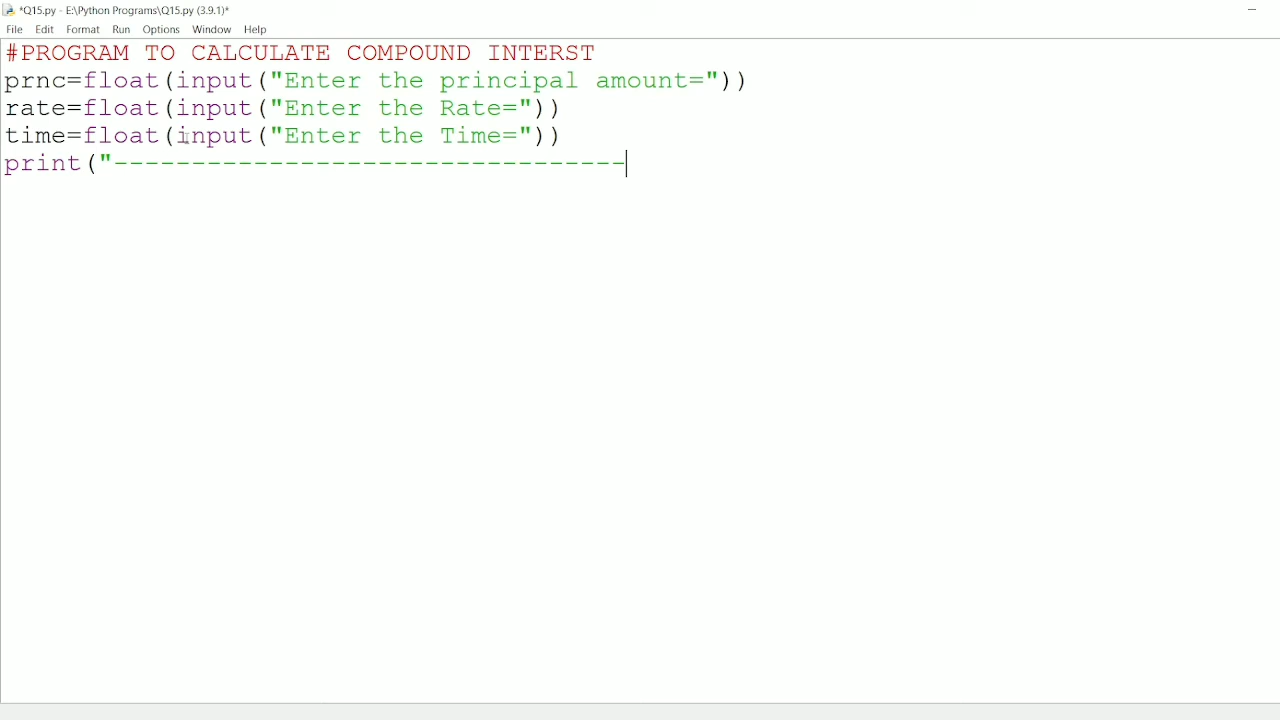 *Q15.py - E:\Python Programs\Q15.py (3.9.1)*
File Edit Format Run Options Window Help
#PROGRAM TO CALCULATE COMPOUND INTERST
prnc=float(input("Enter the principal amount="))
rate=float(input("Enter the Rate="))
time=float(input("Enter the Time="))
print("---------------------------------